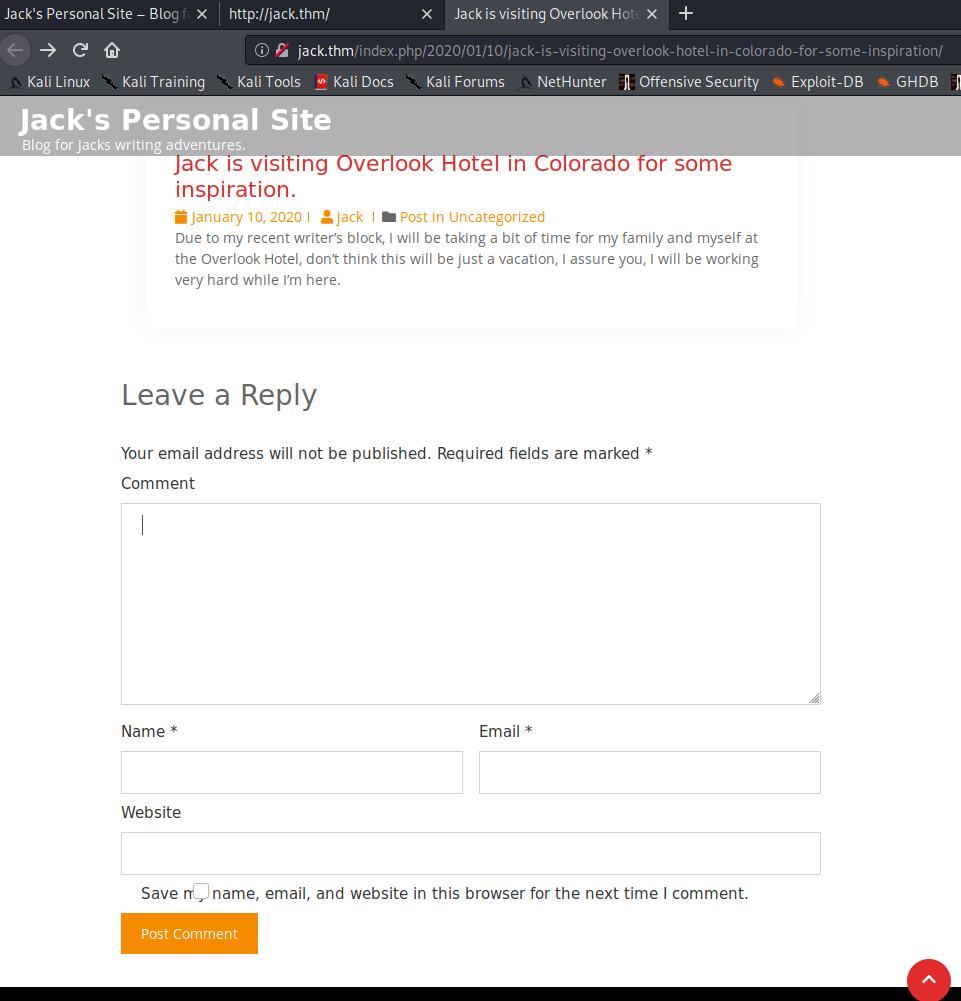 Jack's Personal Site – Blog f
http://jack.thm/
Jack is visiting Overlook Hote
jack.thm/index.php/2020/01/10/jack-is-visiting-overlook-hotel-in-colorado-for-some-inspiration/
Kali Linux
Kali Training
Kali Tools
Kali Docs
Kali Forums
NetHunter
Offensive Security
Exploit-DB
GHDB
Jack's Personal Site
Blog for Jacks writing adventures.
Jack is visiting Overlook Hotel in Colorado for some
inspiration.
January 10, 2020 | Jack | Post in Uncategorized
Due to my recent writer’s block, I will be taking a bit of time for my family and myself at
the Overlook Hotel, don’t think this will be just a vacation, I assure you, I will be working
very hard while I’m here.
Leave a Reply
Your email address will not be published. Required fields are marked *
Comment
Name *
Email *
Website
Save my name, email, and website in this browser for the next time I comment.
Post Comment